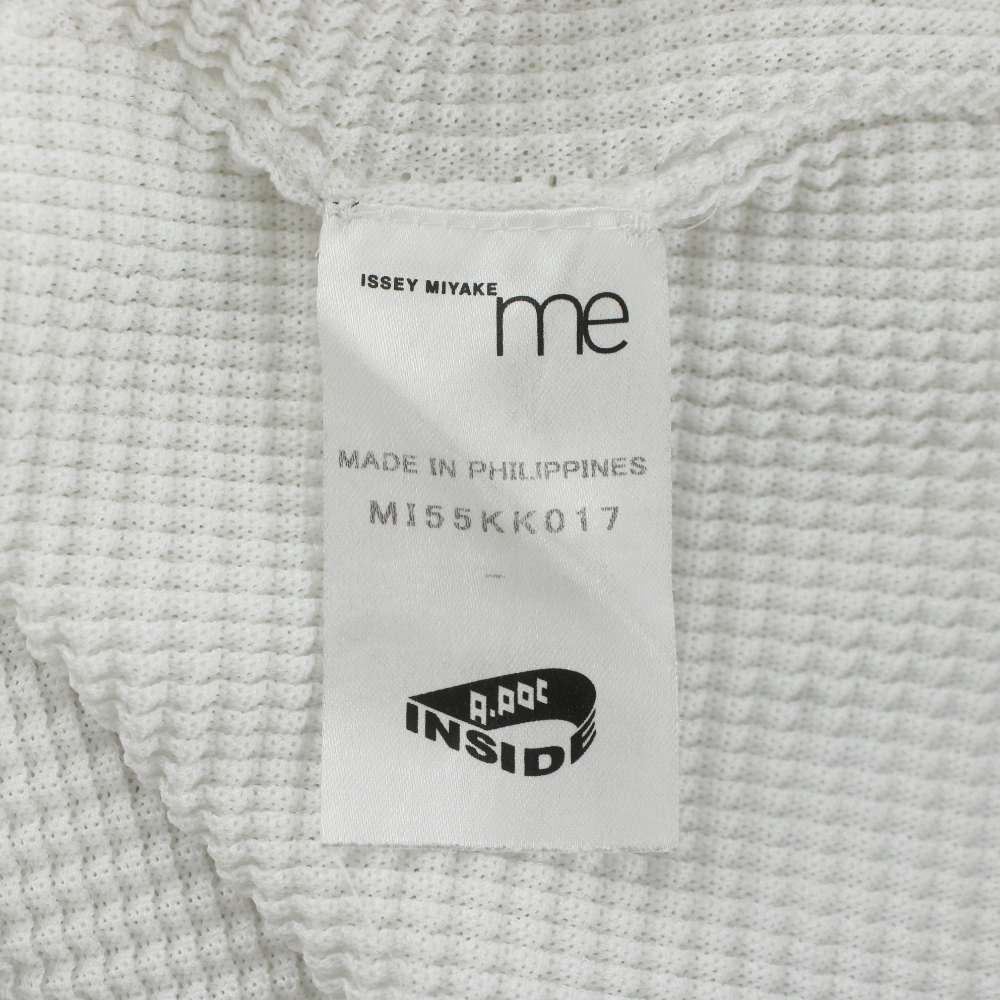 ISSEY MIYAKE
me
MADE IN PHILIPPINES
MI55KK017
A.POC
INSIDE